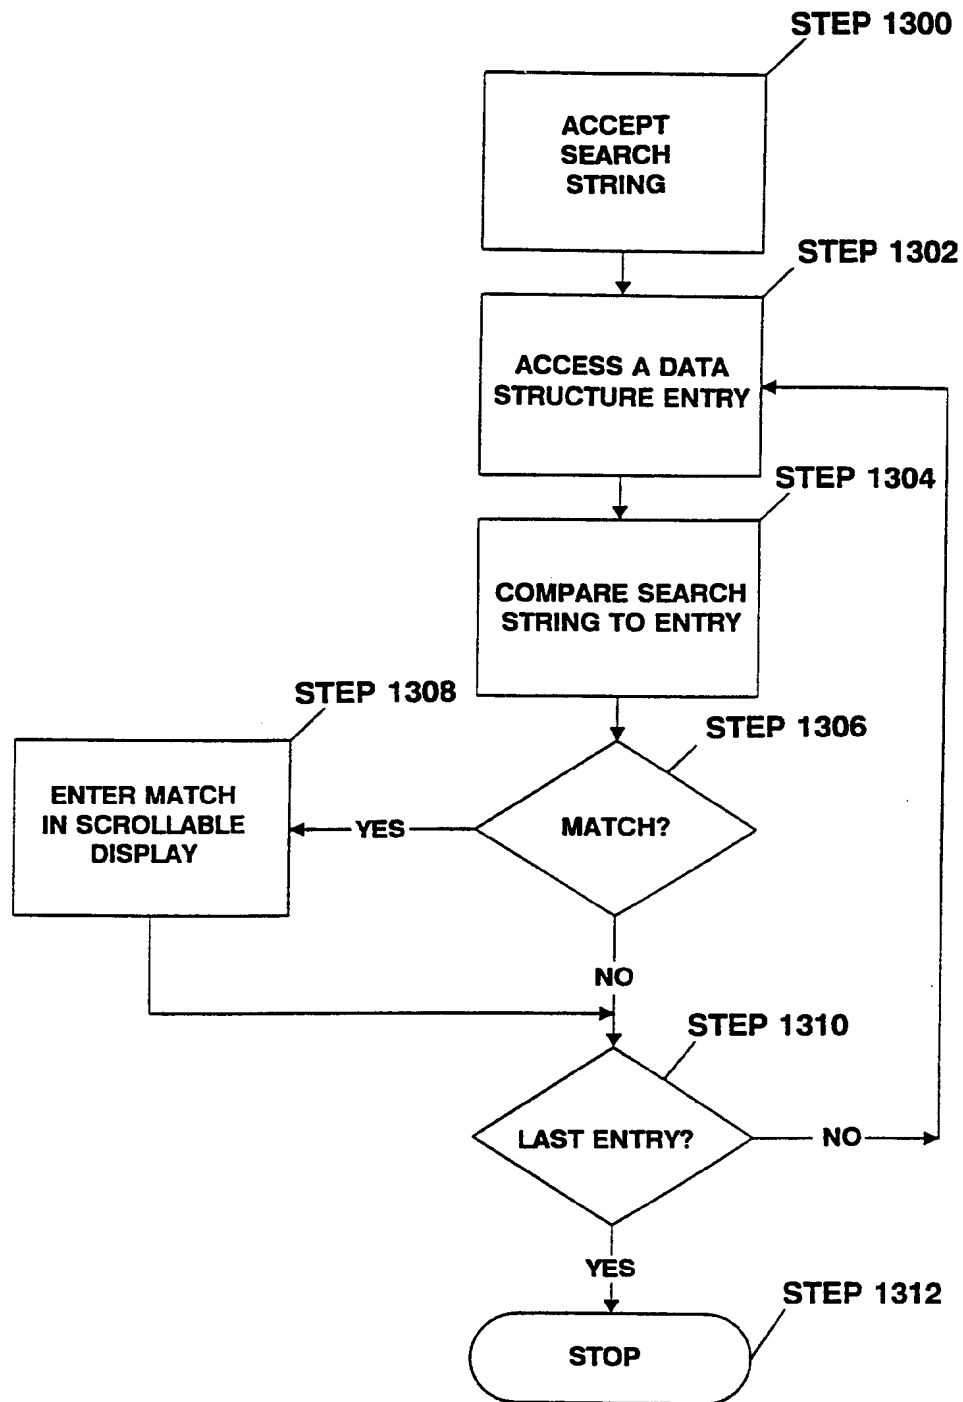 STEP 1300
ACCEPT
SEARCH
STRING
STEP 1302
ACCESS A DATA
STRUCTURE ENTRY
STEP 1304
COMPARE SEARCH
STRING TO ENTRY
STEP 1306
MATCH?
YES
STEP 1308
ENTER MATCH
IN SCROLLABLE
DISPLAY
NO
STEP 1310
LAST ENTRY?
NO
YES
STEP 1312
STOP